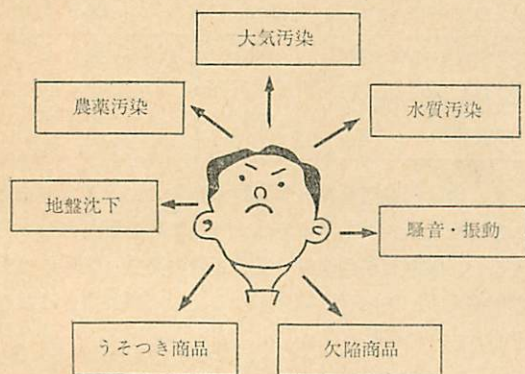 大気汚染
農薬汚染
水質汚染
地盤沈下
騒音・振動
うそつき商品
欠陥商品